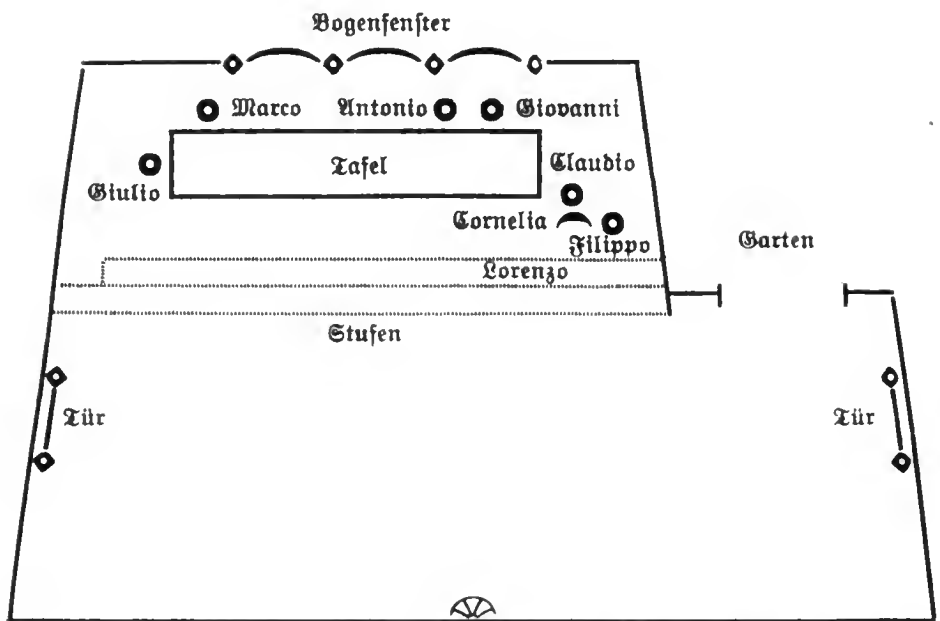 Bogenfenſter
Marco Antonio Giovanni
Tafel Claudio
Giulio
Cornelia
Filippo Garten
Lorenzo
Stufen
Tür Tür